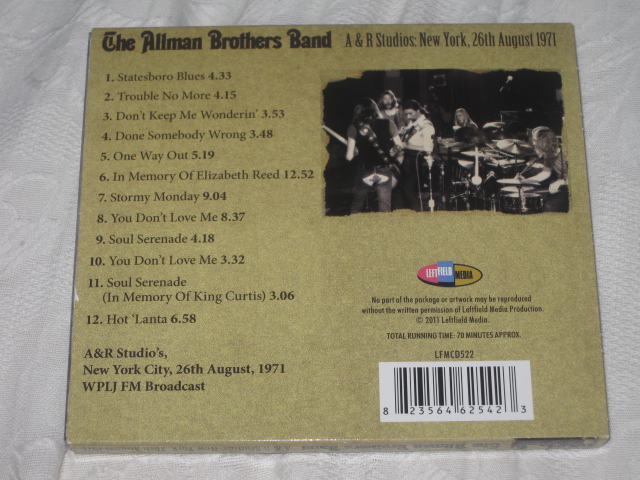 The Allman Brothers Band A & R Studios: New York, 26th August 1971
1. Statesboro Blues 4.33
2. Trouble No More 4.15
3. Don't Keep Me Wonderin' 3.53
4. Done Somebody Wrong 3.48
5. One Way Out 5.19
6. In Memory Of Elizabeth Reed 12.52
7. Stormy Monday 9.04
8. You Don't Love Me 8.37
9. Soul Serenade 4.18
10. You Don't Love Me 3.32
11. Soul Serenade
(In Memory Of King Curtis) 3.06
12. Hot 'Lanta 6.58
A&R Studio's,
New York City, 26th August, 1971
WPLJ FM Broadcast
LEFTFIELD MEDIA
No part of the package or artwork may be reproduced
without the written permission of Leftfield Media Production.
© 2011 Leftfield Media.
TOTAL RUNNING TIME: 70 MINUTES APPROX.
LFMCD522
8 23564 62542 3